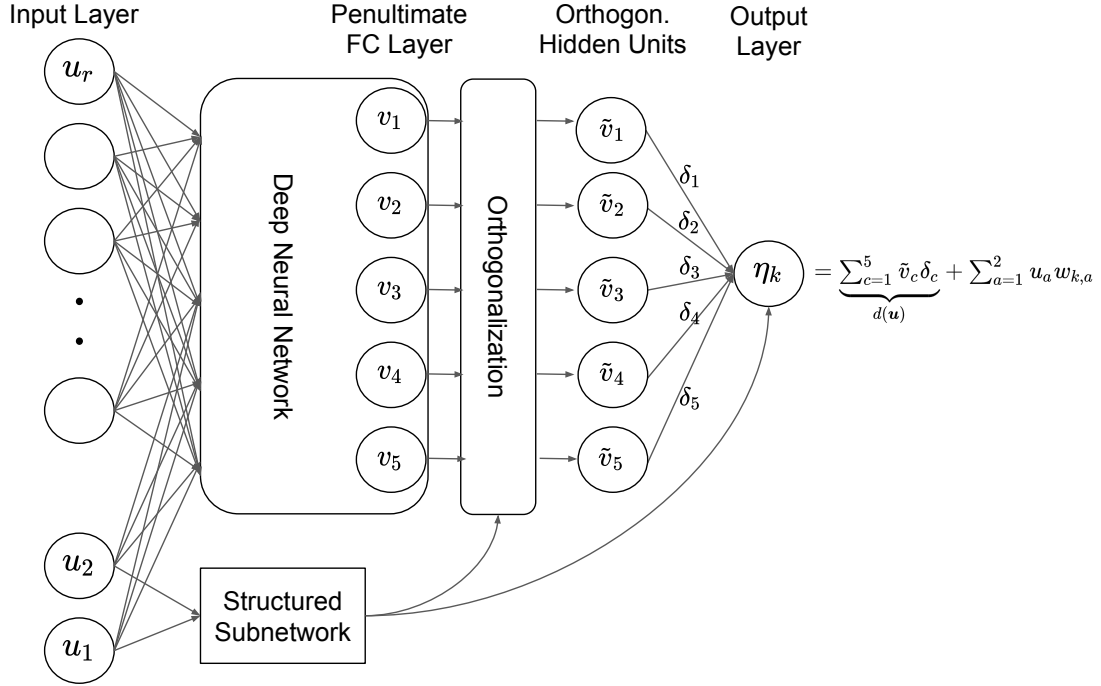 Input Layer
Penultimate
FC Layer
Orthogon.
Hidden Units
Output
Layer
u_r
u_2
u_1
Deep Neural Network
v_1
v_2
v_3
v_4
v_5
Orthogonalization
ṽ_1
ṽ_2
ṽ_3
ṽ_4
ṽ_5
δ_1
δ_2
δ_3
δ_4
δ_5
η_k
= ∑_{c=1}^{5} ṽ_c δ_c + ∑_{a=1}^{2} u_a w_{k,a}
d(u)
Structured
Subnetwork